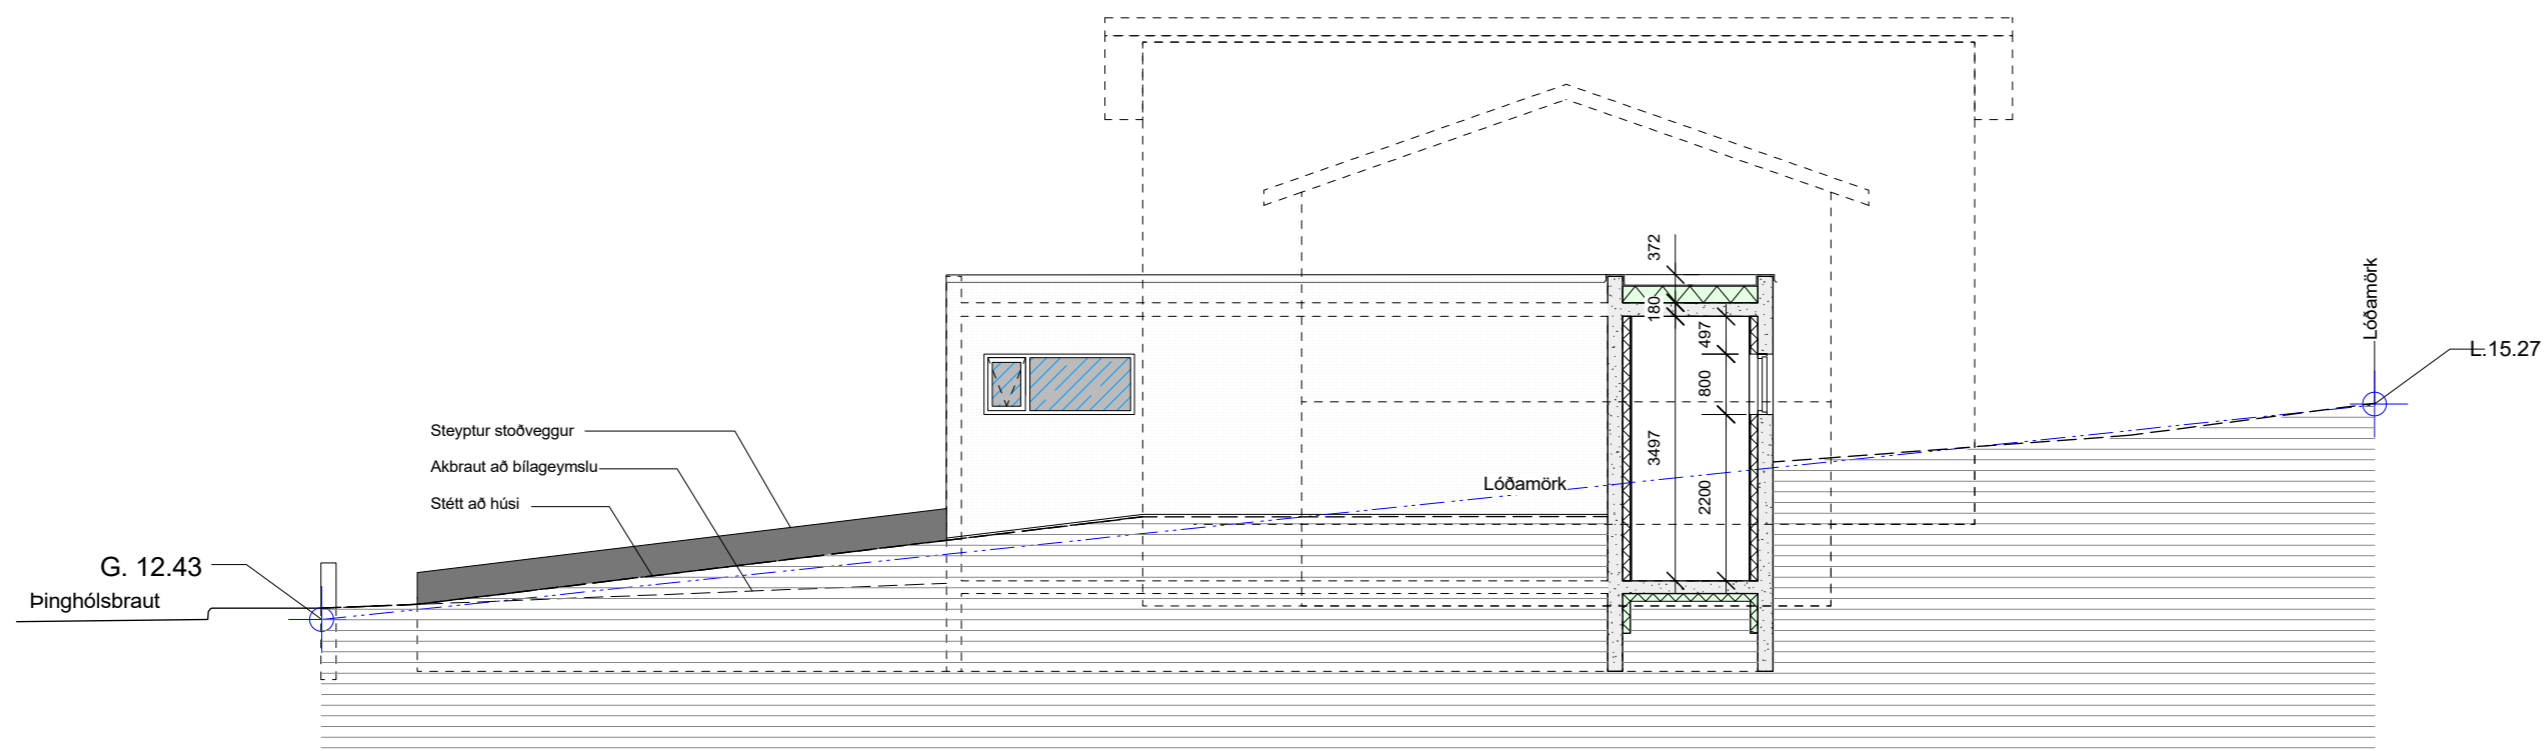 372
180
497
Lóðamörk
L.15.27
800
Steyptur stoðveggur
3497
Akbraut að bílageymslu
Lóðamörk
2200
Stétt að húsi
G. 12.43
Þinghólsbraut